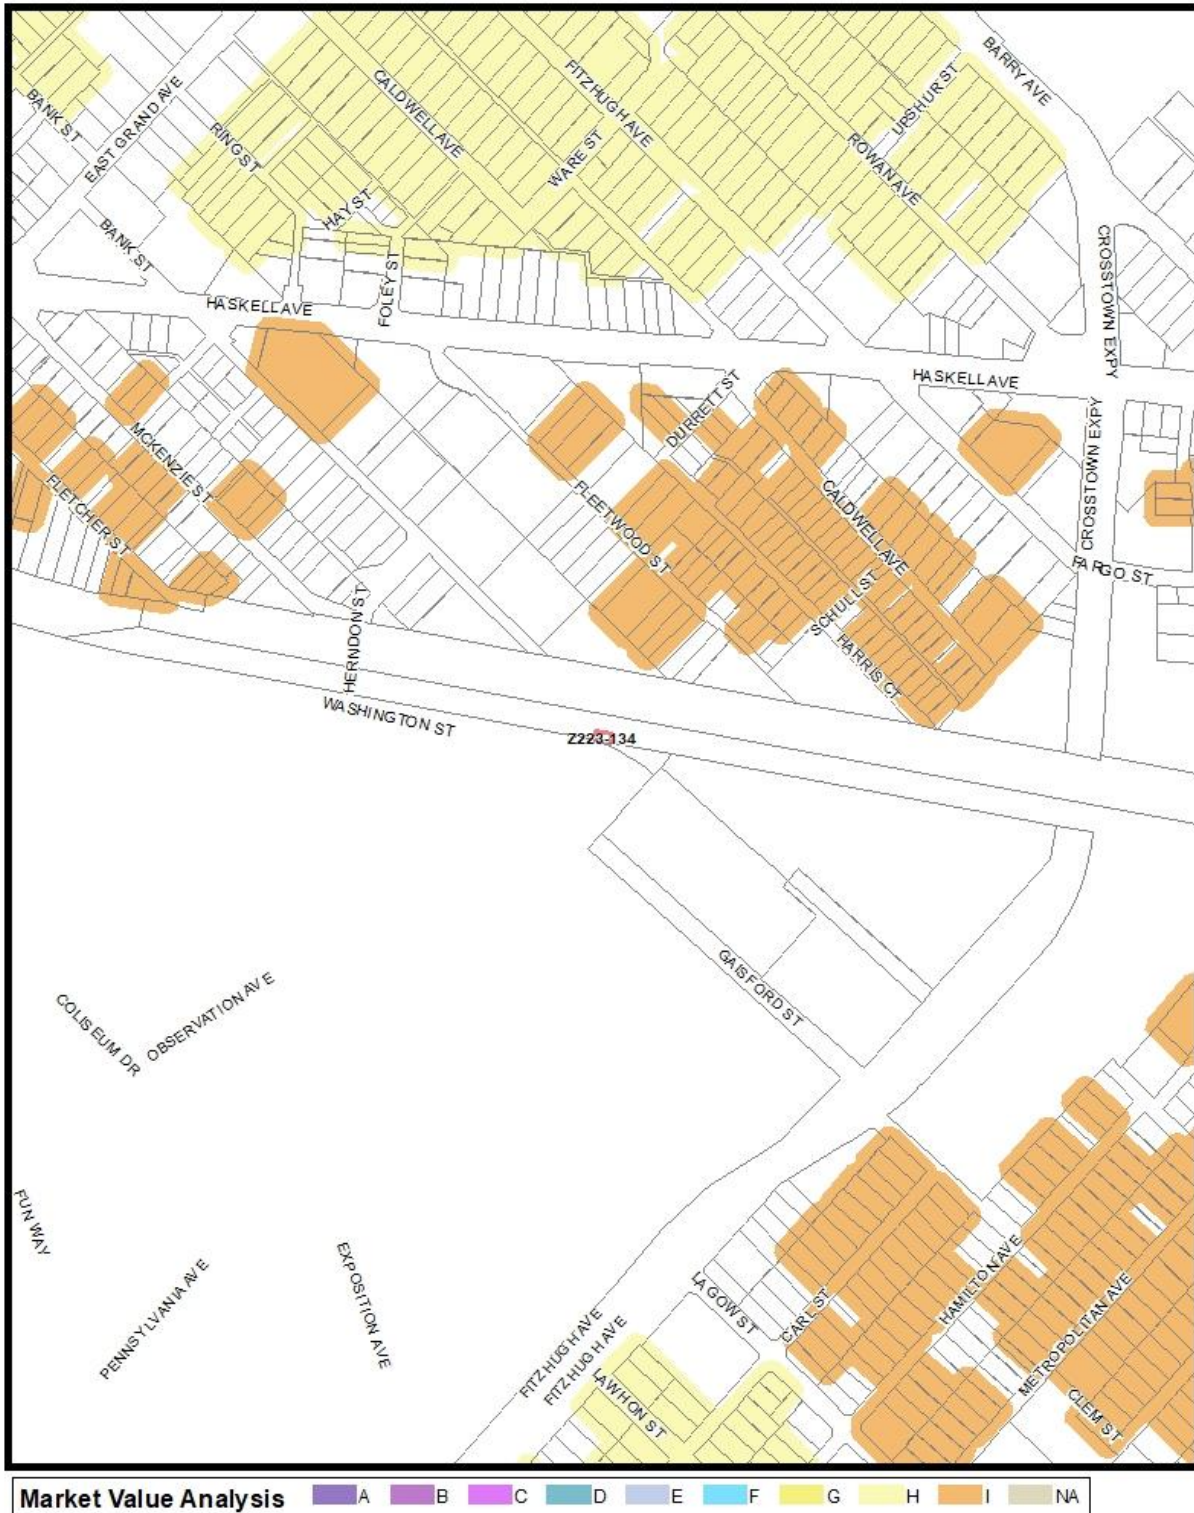 BARRY AVE
BANK ST
EAST GRAND AVE
RING ST
CALDWELL AVE
FITZHUGH AVE
WARE ST
UPSHUR ST
ROWAN AVE
HAY ST
BANK ST
FOLEY ST
HASKELL AVE
CROSSTOWN EXPY
HASKELL AVE
DURRETT ST
CROSSTOWN EXPY
MCKENZIE ST
FLETCHER ST
FLEETWOOD ST
CALDWELL AVE
FARGO ST
SCHULL ST
HARRIS CT
HERNDON ST
WASHINGTON ST
Z223-134
GAISFORD ST
COLISEUM DR
OBSERVATION AVE
FUN WAY
PENNSYLVANIA AVE
EXPOSITION AVE
LAGOW ST
CARL ST
HAMILTON AVE
METROPOLITAN AVE
FITZHUGH AVE
FITZHUGH AVE
LAWHON ST
CLEM ST
Market Value Analysis A B C D E F G H I NA